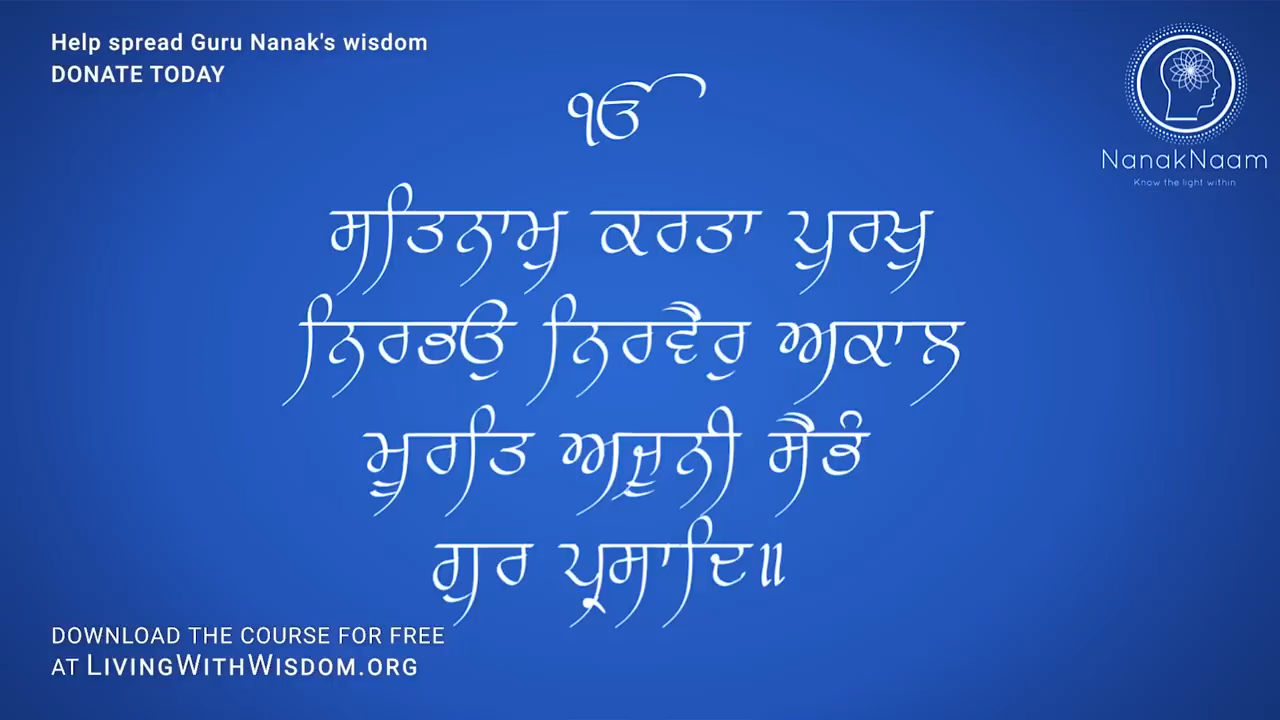 Help spread Guru Nanak's wisdom
DONATE TODAY
NanakNaam
Know the light within
ੴ
ਸਤਿਨਾਮੁ ਕਰਤਾ ਪੁਰਖੁ
ਨਿਰਭਉ ਨਿਰਵੈਰੁ ਅਕਾਲ
ਮੂਰਤਿ ਅਜੂਨੀ ਸੈਭੰ
ਗੁਰ ਪ੍ਰਸਾਦਿ॥
DOWNLOAD THE COURSE FOR FREE
AT LIVINGWITHWISDOM.ORG